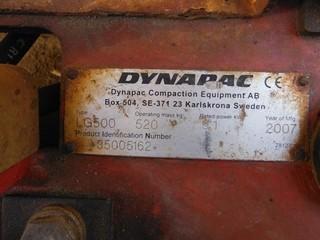 DYNAPAC CE
Dynapac Compaction Equipment AB
Box 504, SE-371 23 Karlskrona Sweden
Type Operating mass kg Rated power kW Year of Mfg
LG500 520 2007
Product Identification Number
*35005162*